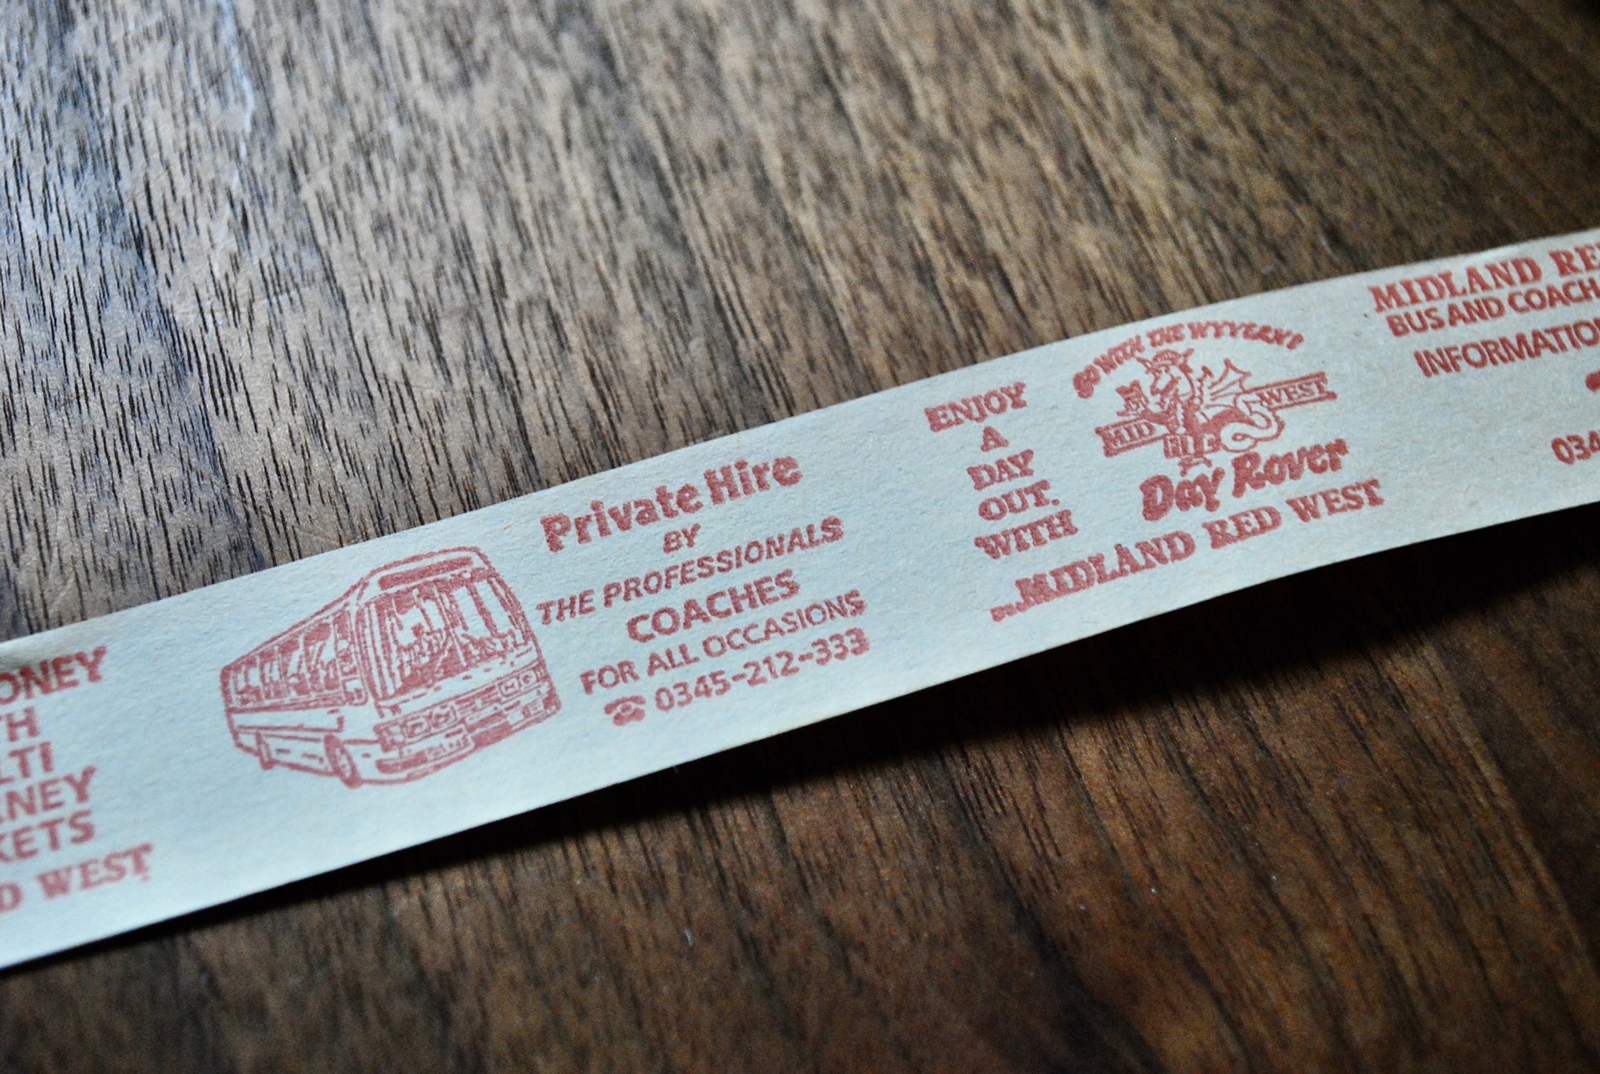 ONEY
TH
LTI
RNEY
KETS
D WEST
Private Hire
BY
THE PROFESSIONALS
COACHES
FOR ALL OCCASIONS
☎ 0345-212-333
ENJOY
A
DAY
OUT.
WITH
GO WITH THE WYVERN!
MID WEST
Day Rover
MIDLAND RED WEST
MIDLAND RE
BUS AND COACH
INFORMATIO
034